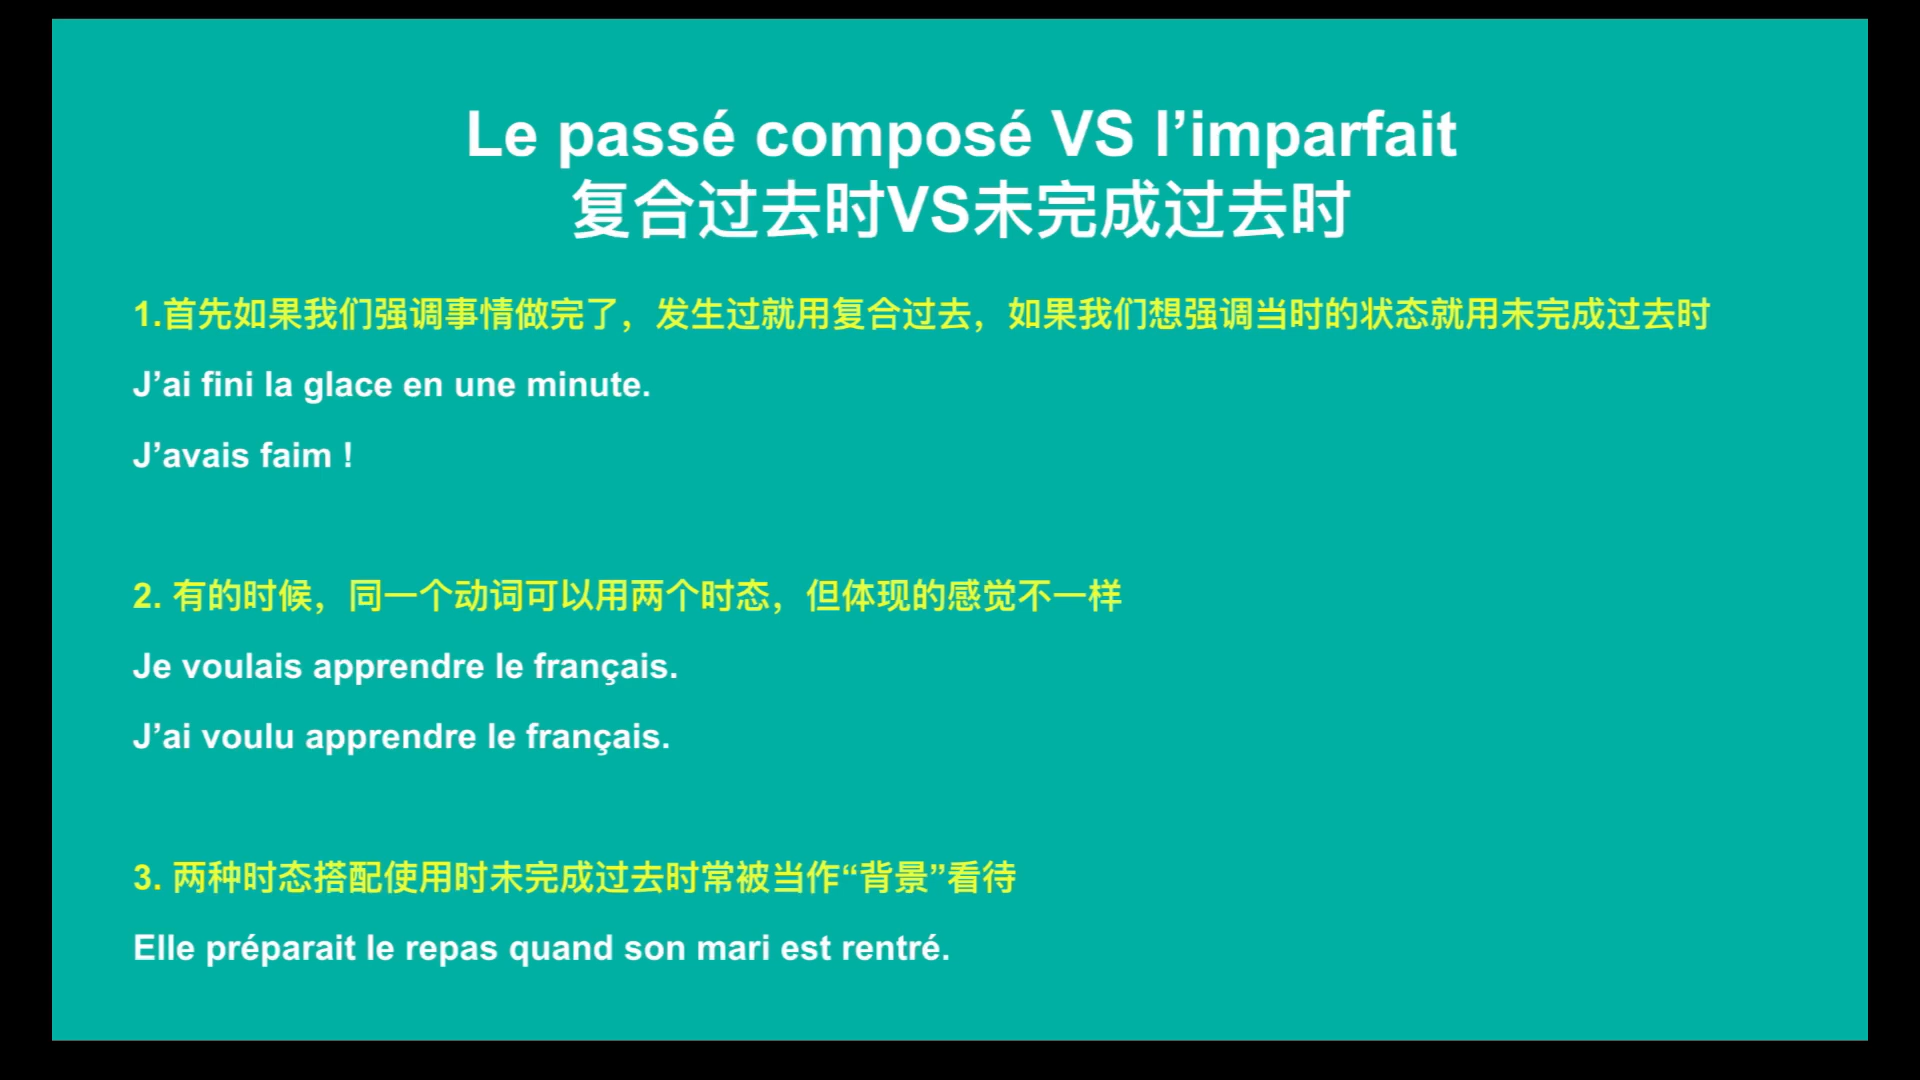 Le passé composé VS l’imparfait
复合过去时VS未完成过去时
1.首先如果我们强调事情做完了，发生过就用复合过去，如果我们想强调当时的状态就用未完成过去时
J’ai fini la glace en une minute.
J’avais faim !
2. 有的时候，同一个动词可以用两个时态，但体现的感觉不一样
Je voulais apprendre le français.
J’ai voulu apprendre le français.
3. 两种时态搭配使用时未完成过去时常被当作“背景”看待
Elle préparait le repas quand son mari est rentré.